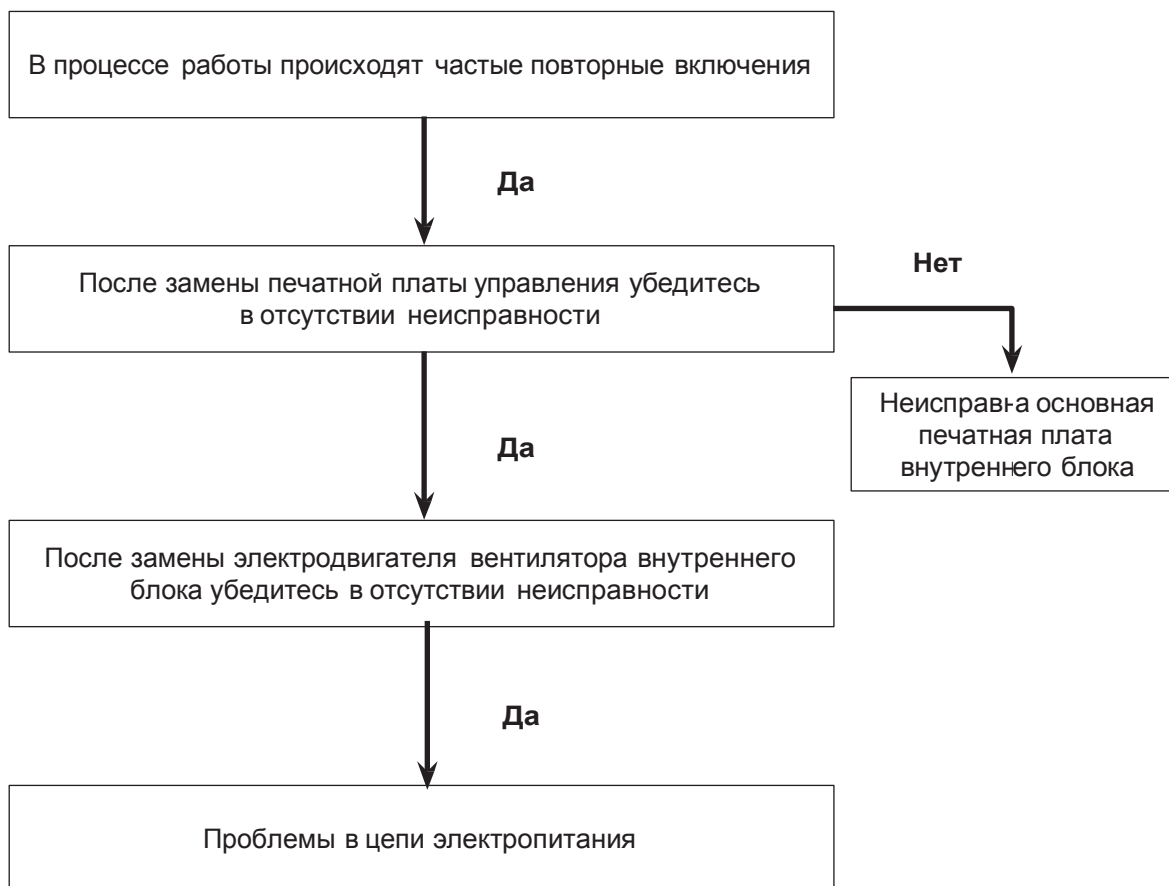 В процессе работы происходят частые повторные включения
Да
После замены печатной платы управления убедитесь
в отсутствии неисправности
Нет
Неисправна основная
печатная плата
внутреннего блока
Да
После замены электродвигателя вентилятора внутреннего
блока убедитесь в отсутствии неисправности
Да
Проблемы в цепи электропитания